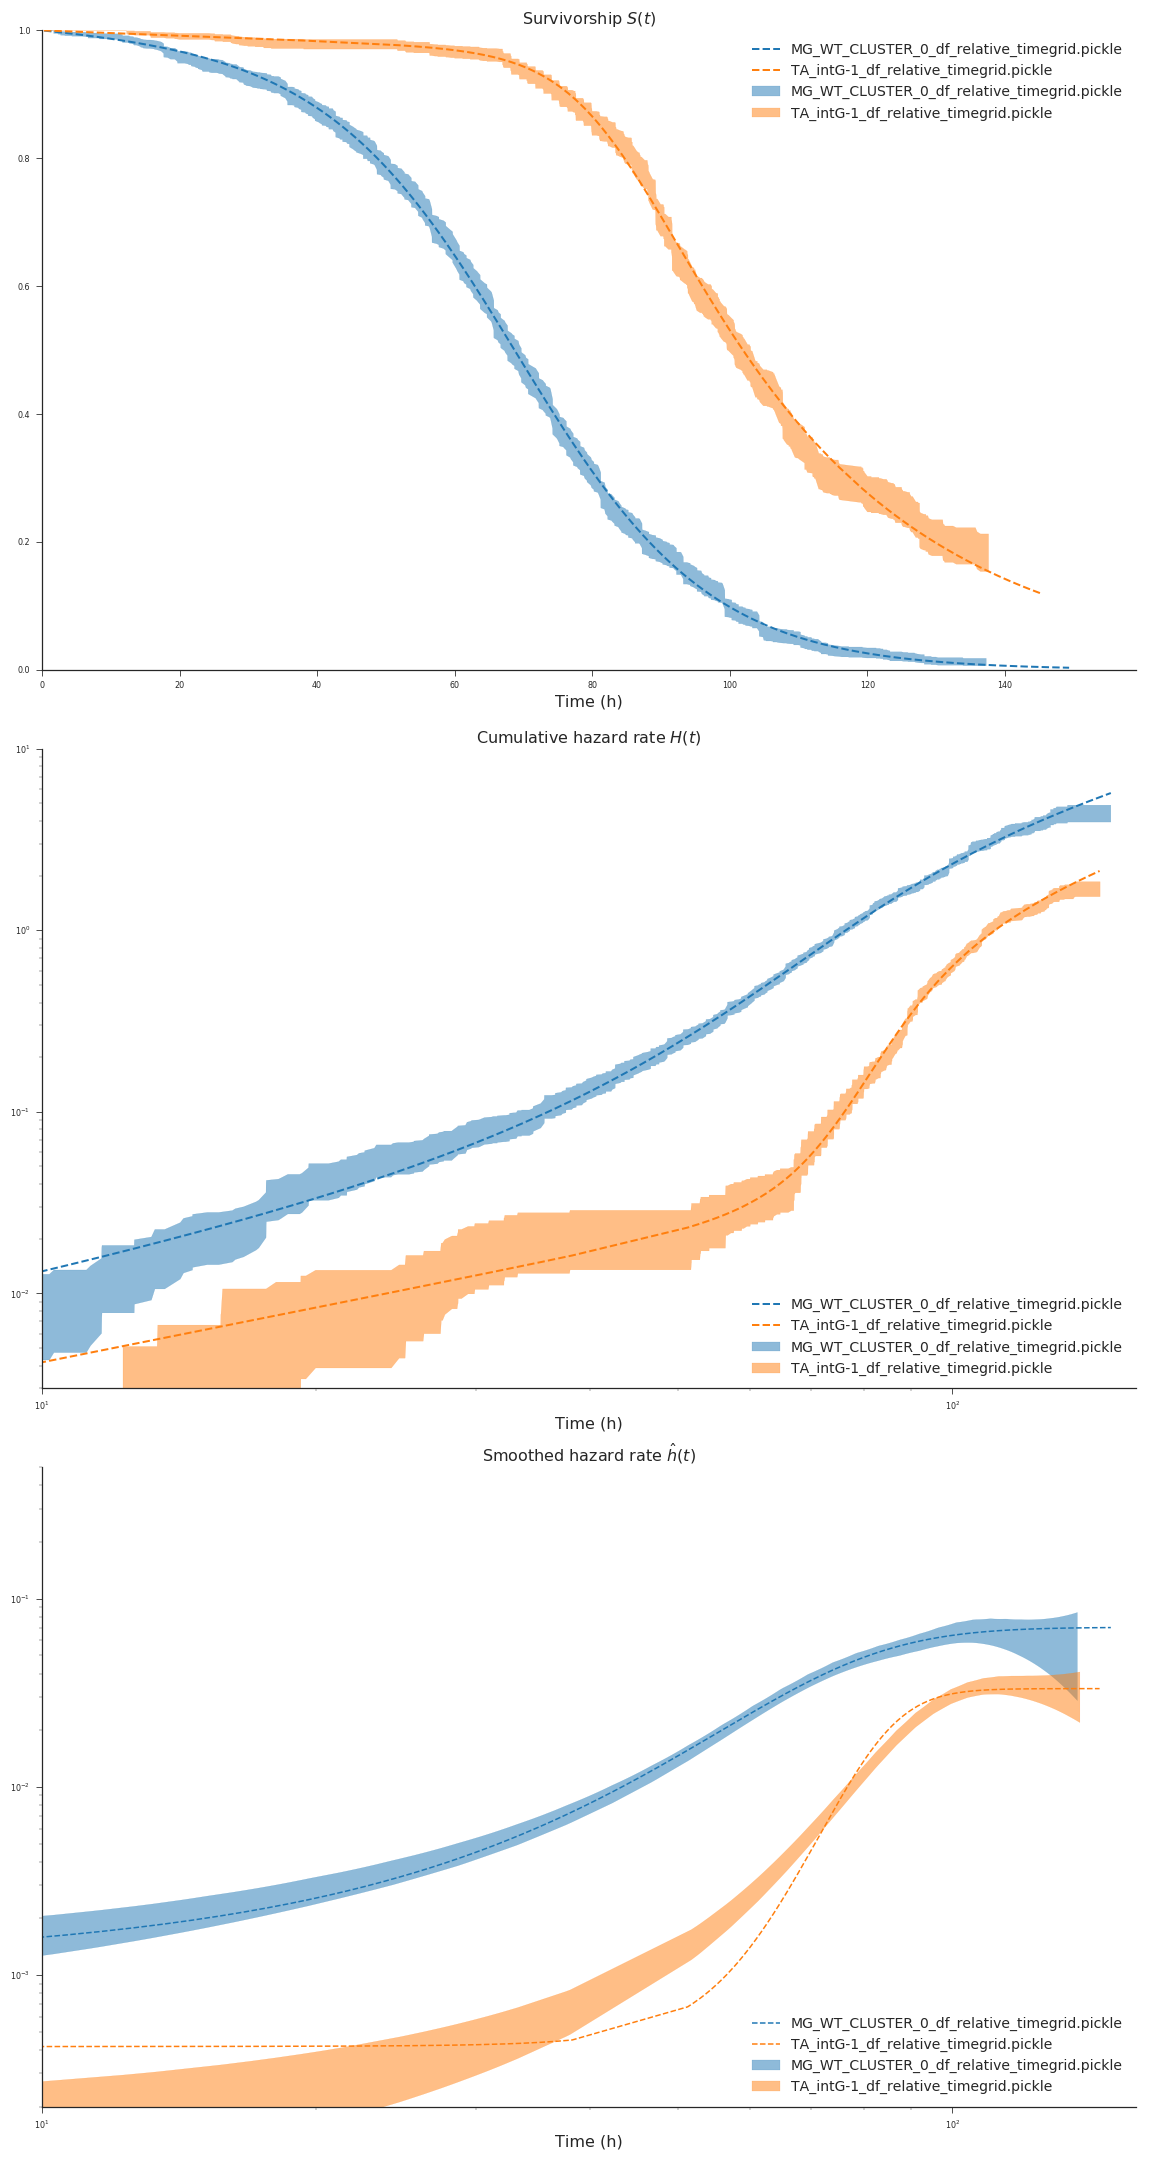 Survivorship S(t)
1.0
0.8
0.6
0.4
0.2
0.0
MG_WT_CLUSTER_0_df_relative_timegrid.pickle
TA_intG-1_df_relative_timegrid.pickle
MG_WT_CLUSTER_0_df_relative_timegrid.pickle
TA_intG-1_df_relative_timegrid.pickle
0 20 40 60 80 100 120 140
Time (h)
Cumulative hazard rate H(t)
10¹
10⁰
10⁻¹
10⁻²
MG_WT_CLUSTER_0_df_relative_timegrid.pickle
TA_intG-1_df_relative_timegrid.pickle
MG_WT_CLUSTER_0_df_relative_timegrid.pickle
TA_intG-1_df_relative_timegrid.pickle
10¹ 10²
Time (h)
Smoothed hazard rate ĥ(t)
10⁻¹
10⁻²
10⁻³
MG_WT_CLUSTER_0_df_relative_timegrid.pickle
TA_intG-1_df_relative_timegrid.pickle
MG_WT_CLUSTER_0_df_relative_timegrid.pickle
TA_intG-1_df_relative_timegrid.pickle
10¹ 10²
Time (h)